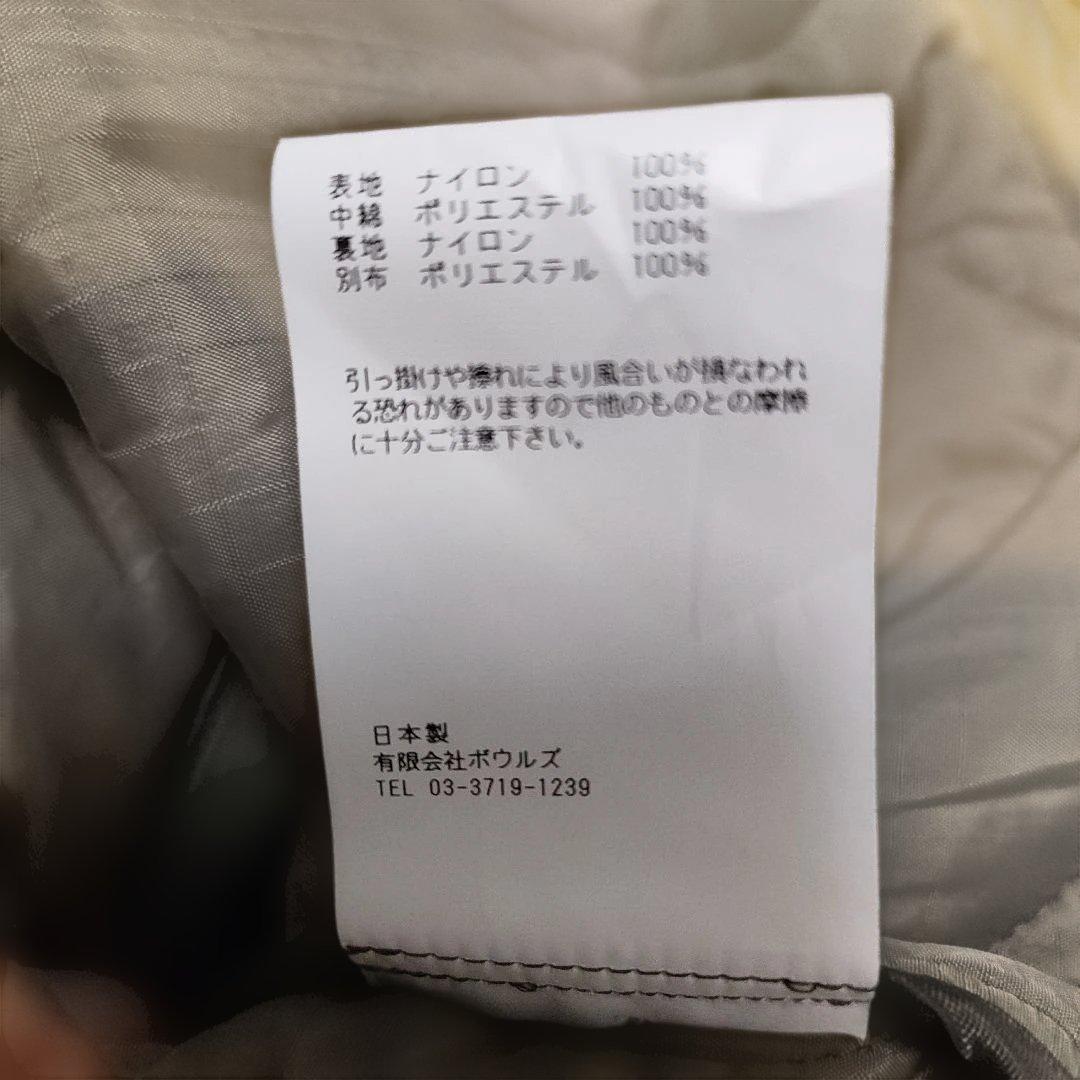 表地 ナイロン 100%
中綿 ポリエステル 100%
裏地 ナイロン 100%
別布 ポリエステル 100%
引っ掛けや擦れにより風合いが損なわれ
る恐れがありますので他のものとの摩擦
に十分ご注意下さい。
日本製
有限会社ボウルズ
TEL 03-3719-1239